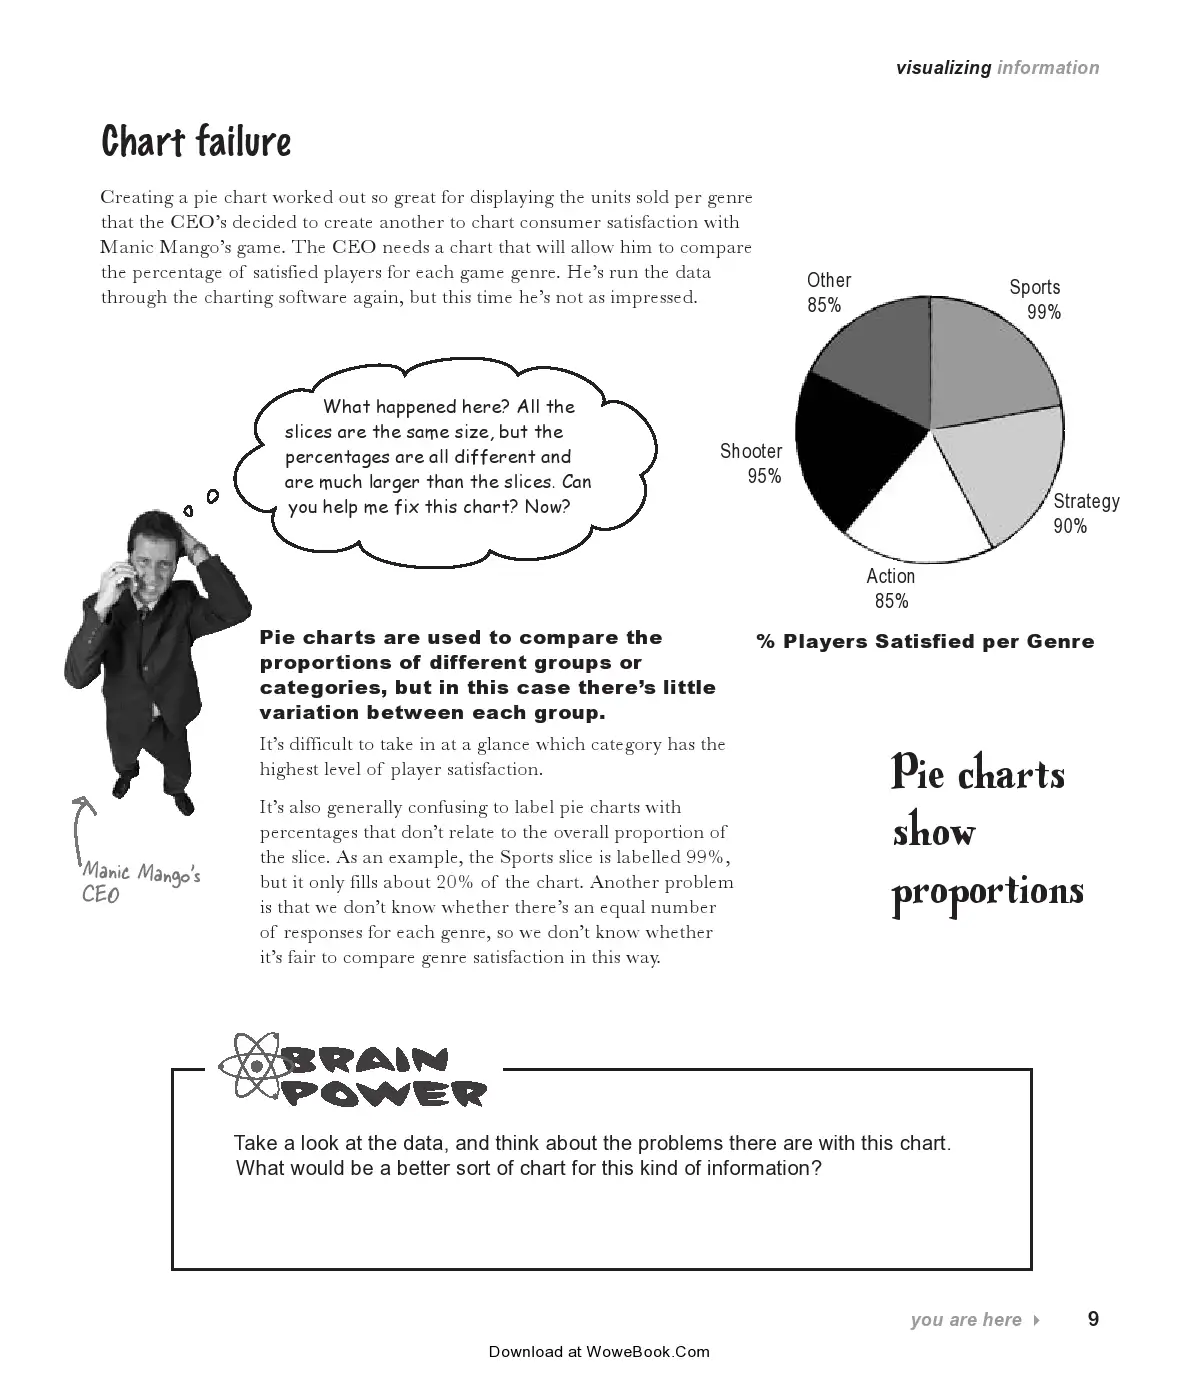 visualizing information
Chart failure
Creating a pie chart worked out so great for displaying the units sold per genre
that the CEO's decided to create another to chart consumer satisfaction with
Manic Mango's game. The CEO needs a chart that will allow him to compare
the percentage of satisfied players for each game genre. He's run the data
through the charting software again, but this time he's not as impressed.
Other
85%
Sports
99%
Shooter
95%
Strategy
90%
Action
85%
% Players Satisfied per Genre
What happened here? All the
slices are the same size, but the
percentages are all different and
are much larger than the slices. Can
you help me fix this chart? Now?
Manic Mango's
CEO
Pie charts are used to compare the
proportions of different groups or
categories, but in this case there's little
variation between each group.
It's difficult to take in at a glance which category has the
highest level of player satisfaction.
It's also generally confusing to label pie charts with
percentages that don't relate to the overall proportion of
the slice. As an example, the Sports slice is labelled 99%,
but it only fills about 20% of the chart. Another problem
is that we don't know whether there's an equal number
of responses for each genre, so we don't know whether
it's fair to compare genre satisfaction in this way.
Pie charts
show
proportions
BRAIN
POWER
Take a look at the data, and think about the problems there are with this chart.
What would be a better sort of chart for this kind of information?
you are here
9
Download at WoweBook.Com